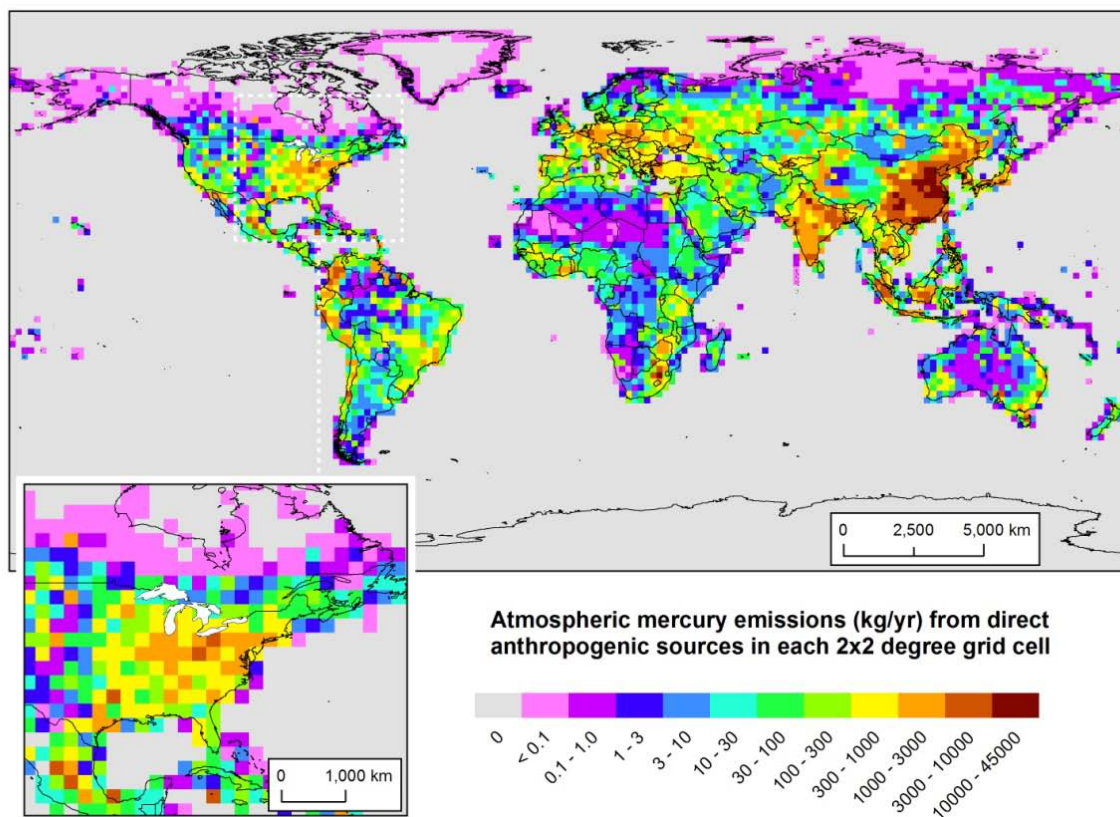 0 2,500 5,000 km
0 1,000 km
Atmospheric mercury emissions (kg/yr) from direct
anthropogenic sources in each 2x2 degree grid cell
0
< 0.1
0.1 - 1.0
1 - 3
3 - 10
10 - 30
30 - 100
100 - 300
300 - 1000
1000 - 3000
3000 - 10000
10000 - 45000